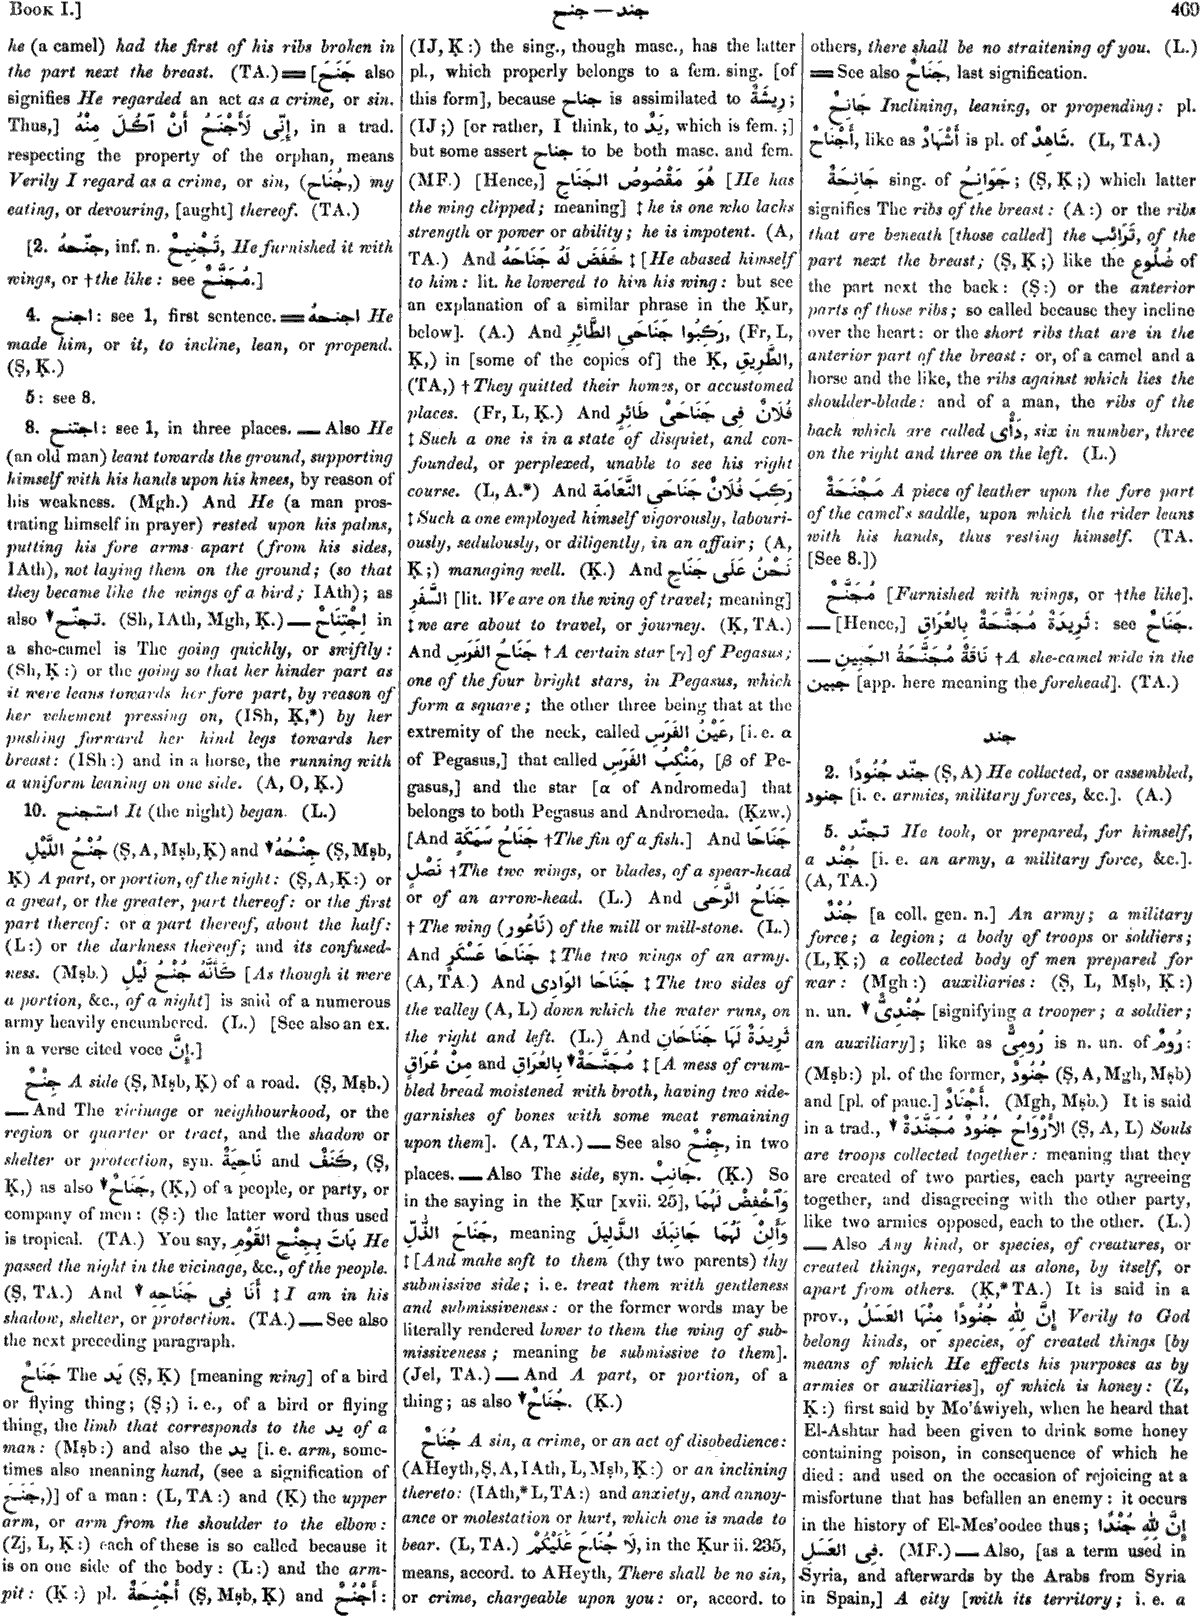 BOOK I.]
جند — جنح
469
he (a camel) had the first of his ribs broken in
the part next the breast. (TA.) ══ [جَنَحَ also
signifies He regarded an act as a crime, or sin.
Thus,] إِنِّى لَأَجْنَحُ أَنْ آكُلَ مِنْهُ, in a trad.
respecting the property of the orphan, means
Verily I regard as a crime, or sin, (جُنَاح,) my
eating, or devouring, [aught] thereof. (TA.)
[2. جنّحهُ, inf. n. تَجْنِيحٌ, He furnished it with
wings, or †the like: see مُجَنَّحٌ.]
4. اجنح: see 1, first sentence. ══ اجنحهُ He
made him, or it, to incline, lean, or propend.
(Ṣ, Ḳ.)
5: see 8.
8. اجتنح: see 1, in three places. — Also He
(an old man) leant towards the ground, supporting
himself with his hands upon his knees, by reason of
his weakness. (Mgh.) And He (a man pros-
trating himself in prayer) rested upon his palms,
putting his fore arms apart (from his sides,
IAth), not laying them on the ground; (so that
they became like the wings of a bird; IAth); as
also ▼تجنّح. (Sh, IAth, Mgh, Ḳ.) — اِجْتِنَاحٌ in
a she-camel is The going quickly, or swiftly:
(Sh, Ḳ:) or the going so that her hinder part as
it were leans towards her fore part, by reason of
her vehement pressing on, (ISh, Ḳ,*) by her
pushing forward her hind legs towards her
breast: (ISh:) and in a horse, the running with
a uniform leaning on one side. (A, O, Ḳ.)
10. استجنح It (the night) began. (L.)
جُنْحُ اللَّيْلِ (Ṣ, A, Mṣb, Ḳ) and ▼جِنْحُهُ (Ṣ, Mṣb,
Ḳ) A part, or portion, of the night: (Ṣ, A, Ḳ:) or
a great, or the greater, part thereof: or the first
part thereof: or a part thereof, about the half:
(L:) or the darkness thereof; and its confused-
ness. (Mṣb.) كَأَنَّهُ جُنْحُ لَيْلٍ [As though it were
a portion, &c., of a night] is said of a numerous
army heavily encumbered. (L.) [See also an ex.
in a verse cited voce إِنَّ.]
جِنْحٌ A side (Ṣ, Mṣb, Ḳ) of a road. (Ṣ, Mṣb.)
— And The vicinage or neighbourhood, or the
region or quarter or tract, and the shadow or
shelter or protection, syn. نَاحِيَةٌ and كَنَفٌ, (Ṣ,
Ḳ,) as also ▼جَنَاحٌ, (Ḳ,) of a people, or party, or
company of men: (Ṣ:) the latter word thus used
is tropical. (TA.) You say, بَاتَ بِجِنْحِ القَوْمِ He
passed the night in the vicinage, &c., of the people.
(Ṣ, TA.) And ▼ أَنَا فِى جَنَاحِهِ ‡I am in his
shadow, shelter, or protection. (TA.) — See also
the next preceding paragraph.
جَنَاحٌ The يَد (Ṣ, Ḳ) [meaning wing] of a bird
or flying thing; (Ṣ;) i. e., of a bird or flying
thing, the limb that corresponds to the يد of a
man: (Mṣb:) and also the يد [i. e. arm, some-
times also meaning hand, (see a signification of
جَنَحَ,)] of a man: (L, TA:) and (Ḳ) the upper
arm, or arm from the shoulder to the elbow:
(Zj, L, Ḳ:) each of these is so called because it
is on one side of the body: (L:) and the arm-
pit: (Ḳ:) pl. أَجْنِحَةٌ (Ṣ, Mṣb, Ḳ) and أَجْنُحٌ:
(IJ, Ḳ:) the sing., though masc., has the latter
pl., which properly belongs to a fem. sing. [of
this form], because جناح is assimilated to رِيشَةٌ;
(IJ;) [or rather, I think, to يَدٌ, which is fem.;]
but some assert جناح to be both masc. and fem.
(MF.) [Hence,] هُوَ مَقْصُوصُ الجَنَاحِ [He has
the wing clipped; meaning] ‡he is one who lacks
strength or power or ability; he is impotent. (A,
TA.) And خَفَضَ لَهُ جَنَاحَهُ ‡[He abased himself
to him: lit. he lowered to him his wing: but see
an explanation of a similar phrase in the Ḳur,
below]. (A.) And رَكِبُوا جَنَاحَىِ الطَّائِرِ, (Fr, L,
Ḳ,) in [some of the copies of] the Ḳ, الطَّرِيقِ,
(TA,) †They quitted their homes, or accustomed
places. (Fr, L, Ḳ.) And فُلَانٌ فِى جَنَاحَىْ طَائِرٍ
‡Such a one is in a state of disquiet, and con-
founded, or perplexed, unable to see his right
course. (L, A.*) And رَكِبَ فُلَانٌ جَنَاحَىِ النَّعَامَةِ
‡Such a one employed himself vigorously, labouri-
ously, sedulously, or diligently, in an affair; (A,
Ḳ;) managing well. (Ḳ.) And نَحْنُ عَلَى جَنَاحِ
السَّفَرِ [lit. We are on the wing of travel; meaning]
‡we are about to travel, or journey. (Ḳ, TA.)
And جَنَاحُ الفَرَسِ †A certain star [γ] of Pegasus;
one of the four bright stars, in Pegasus, which
form a square; the other three being that at the
extremity of the neck, called عَيْنُ الفَرَسِ, [i. e. α
of Pegasus,] that called مَنْكِبُ الفَرَسِ, [β of Pe-
gasus,] and the star [α of Andromeda] that
belongs to both Pegasus and Andromeda. (Ḳzw.)
[And جَنَاحُ سَمَكَةٍ †The fin of a fish.] And جَنَاحَا
نَصْلٍ †The two wings, or blades, of a spear-head
or of an arrow-head. (L.) And جَنَاحُ الرَّحَى
†The wing (نَاعُور) of the mill or mill-stone. (L.)
And جَنَاحَا عَسْكَرٍ ‡The two wings of an army.
(A, TA.) And جَنَاحَا الوَادِى ‡The two sides of
the valley (A, L) down which the water runs, on
the right and left. (L.) And ثَرِيدَةٌ لَهَا جَنَاحَانِ
مِنْ عُرَاقٍ and ▼مُجَنَّحَةٌ بِالعُرَاقِ ‡[A mess of crum-
bled bread moistened with broth, having two side-
garnishes of bones with some meat remaining
upon them]. (A, TA.) — See also جِنْحٌ, in two
places. — Also The side, syn. جَانِبٌ. (Ḳ.) So
in the saying in the Ḳur [xvii. 25], وَٱخْفِضْ لَهُمَا
جَنَاحَ الذُّلِّ, meaning وَأَلِنْ لَهُمَا جَانِبَكَ الذَّلِيلَ
‡[And make soft to them (thy two parents) thy
submissive side; i. e. treat them with gentleness
and submissiveness: or the former words may be
literally rendered lower to them the wing of sub-
missiveness; meaning be submissive to them].
(Jel, TA.) — And A part, or portion, of a
thing; as also ▼جُنَاحٌ. (Ḳ.)
جُنَاحٌ A sin, a crime, or an act of disobedience:
(AHeyth, Ṣ, A, IAth, L, Mṣb, Ḳ:) or an inclining
thereto: (IAth,* L, TA:) and anxiety, and annoy-
ance or molestation or hurt, which one is made to
bear. (L, TA.) لَا جُنَاحَ عَلَيْكُمْ, in the Ḳur ii. 235,
means, accord. to AHeyth, There shall be no sin,
or crime, chargeable upon you: or, accord. to
others, there shall be no straitening of you. (L.)
══ See also جَنَاحٌ, last signification.
جَانِحٌ Inclining, leaning, or propending: pl.
أَجْنَاحٌ, like as أَشْهَادٌ is pl. of شَاهِدٌ. (L, TA.)
جَانِحَةٌ sing. of جَوَانِحُ; (Ṣ, Ḳ;) which latter
signifies The ribs of the breast: (A:) or the ribs
that are beneath [those called] the تَرَائِب, of the
part next the breast; (Ṣ, Ḳ;) like the ضُلُوع of
the part next the back: (Ṣ:) or the anterior
parts of those ribs; so called because they incline
over the heart: or the short ribs that are in the
anterior part of the breast: or, of a camel and a
horse and the like, the ribs against which lies the
shoulder-blade: and of a man, the ribs of the
back which are called دَأْى, six in number, three
on the right and three on the left. (L.)
مَجْنَحَةٌ A piece of leather upon the fore part
of the camel's saddle, upon which the rider leans
with his hands, thus resting himself. (TA.
[See 8.])
مُجَنَّحٌ [Furnished with wings, or †the like].
— [Hence,] ثَرِيدَةٌ مُجَنَّحَةٌ بِالعُرَاقِ: see جَنَاحٌ.
— نَاقَةٌ مُجَنَّحَةُ الجَبِينِ †A she-camel wide in the
جبين [app. here meaning the forehead]. (TA.)
جند
2. جنّد جُنُودًا (Ṣ, A) He collected, or assembled,
جنود [i. e. armies, military forces, &c.]. (A.)
5. تجنّد He took, or prepared, for himself,
a جُنْد [i. e. an army, a military force, &c.].
(A, TA.)
جُنْدٌ [a coll. gen. n.] An army; a military
force; a legion; a body of troops or soldiers;
(L, Ḳ;) a collected body of men prepared for
war: (Mgh:) auxiliaries: (Ṣ, L, Mṣb, Ḳ:)
n. un. ▼جُنْدِىٌّ [signifying a trooper; a soldier;
an auxiliary]; like as رُومِىٌّ is n. un. of رُومٌ:
(Mṣb:) pl. of the former, جُنُودٌ (Ṣ, A, Mgh, Mṣb)
and [pl. of pauc.] أَجْنَادٌ. (Mgh, Mṣb.) It is said
in a trad., ▼ الأَرْوَاحُ جُنُودٌ مُجَنَّدَةٌ (Ṣ, A, L) Souls
are troops collected together: meaning that they
are created of two parties, each party agreeing
together, and disagreeing with the other party,
like two armies opposed, each to the other. (L.)
— Also Any kind, or species, of creatures, or
created things, regarded as alone, by itself, or
apart from others. (Ḳ,* TA.) It is said in a
prov., إِنَّ لِلّٰهِ جُنُودًا مِنْهَا العَسَلُ Verily to God
belong kinds, or species, of created things [by
means of which He effects his purposes as by
armies or auxiliaries], of which is honey: (Z,
Ḳ:) first said by Mo'áwiyeh, when he heard that
El-Ashtar had been given to drink some honey
containing poison, in consequence of which he
died: and used on the occasion of rejoicing at a
misfortune that has befallen an enemy: it occurs
in the history of El-Mes'oodee thus; إِنَّ لِلّٰهِ جُنْدًا
فِى العَسَلِ. (MF.) — Also, [as a term used in
Syria, and afterwards by the Arabs from Syria
in Spain,] A city [with its territory; i. e. a